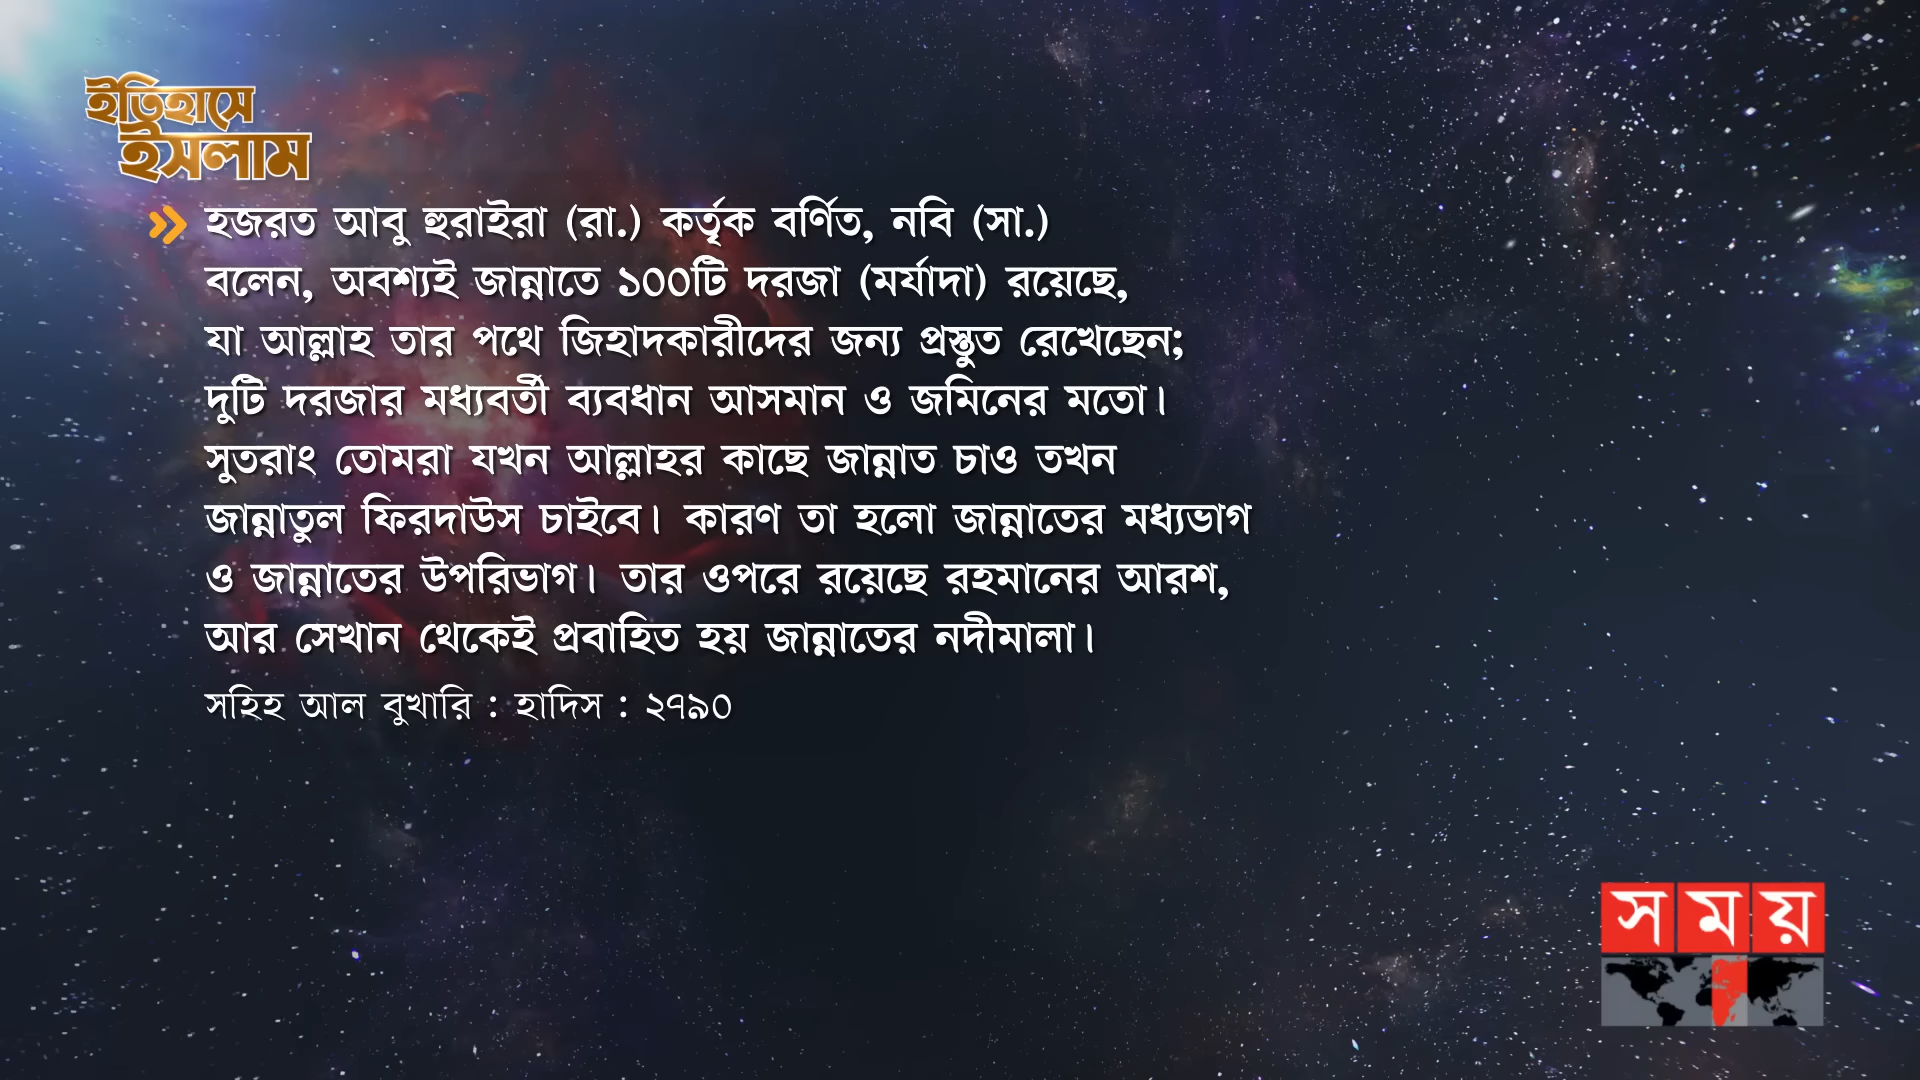 ইতিহাসে
ইসলাম
হজরত আবু হুরাইরা (রা.) কর্তৃক বর্ণিত, নবি (সা.)
বলেন, অবশ্যই জান্নাতে ১০০টি দরজা (মর্যাদা) রয়েছে,
যা আল্লাহ তার পথে জিহাদকারীদের জন্য প্রস্তুত রেখেছেন;
দুটি দরজার মধ্যবর্তী ব্যবধান আসমান ও জমিনের মতো।
সুতরাং তোমরা যখন আল্লাহর কাছে জান্নাত চাও তখন
জান্নাতুল ফিরদাউস চাইবে। কারণ তা হলো জান্নাতের মধ্যভাগ
ও জান্নাতের উপরিভাগ। তার ওপরে রয়েছে রহমানের আরশ,
আর সেখান থেকেই প্রবাহিত হয় জান্নাতের নদীমালা।
সহিহ আল বুখারি : হাদিস : ২৭৯০
সময়